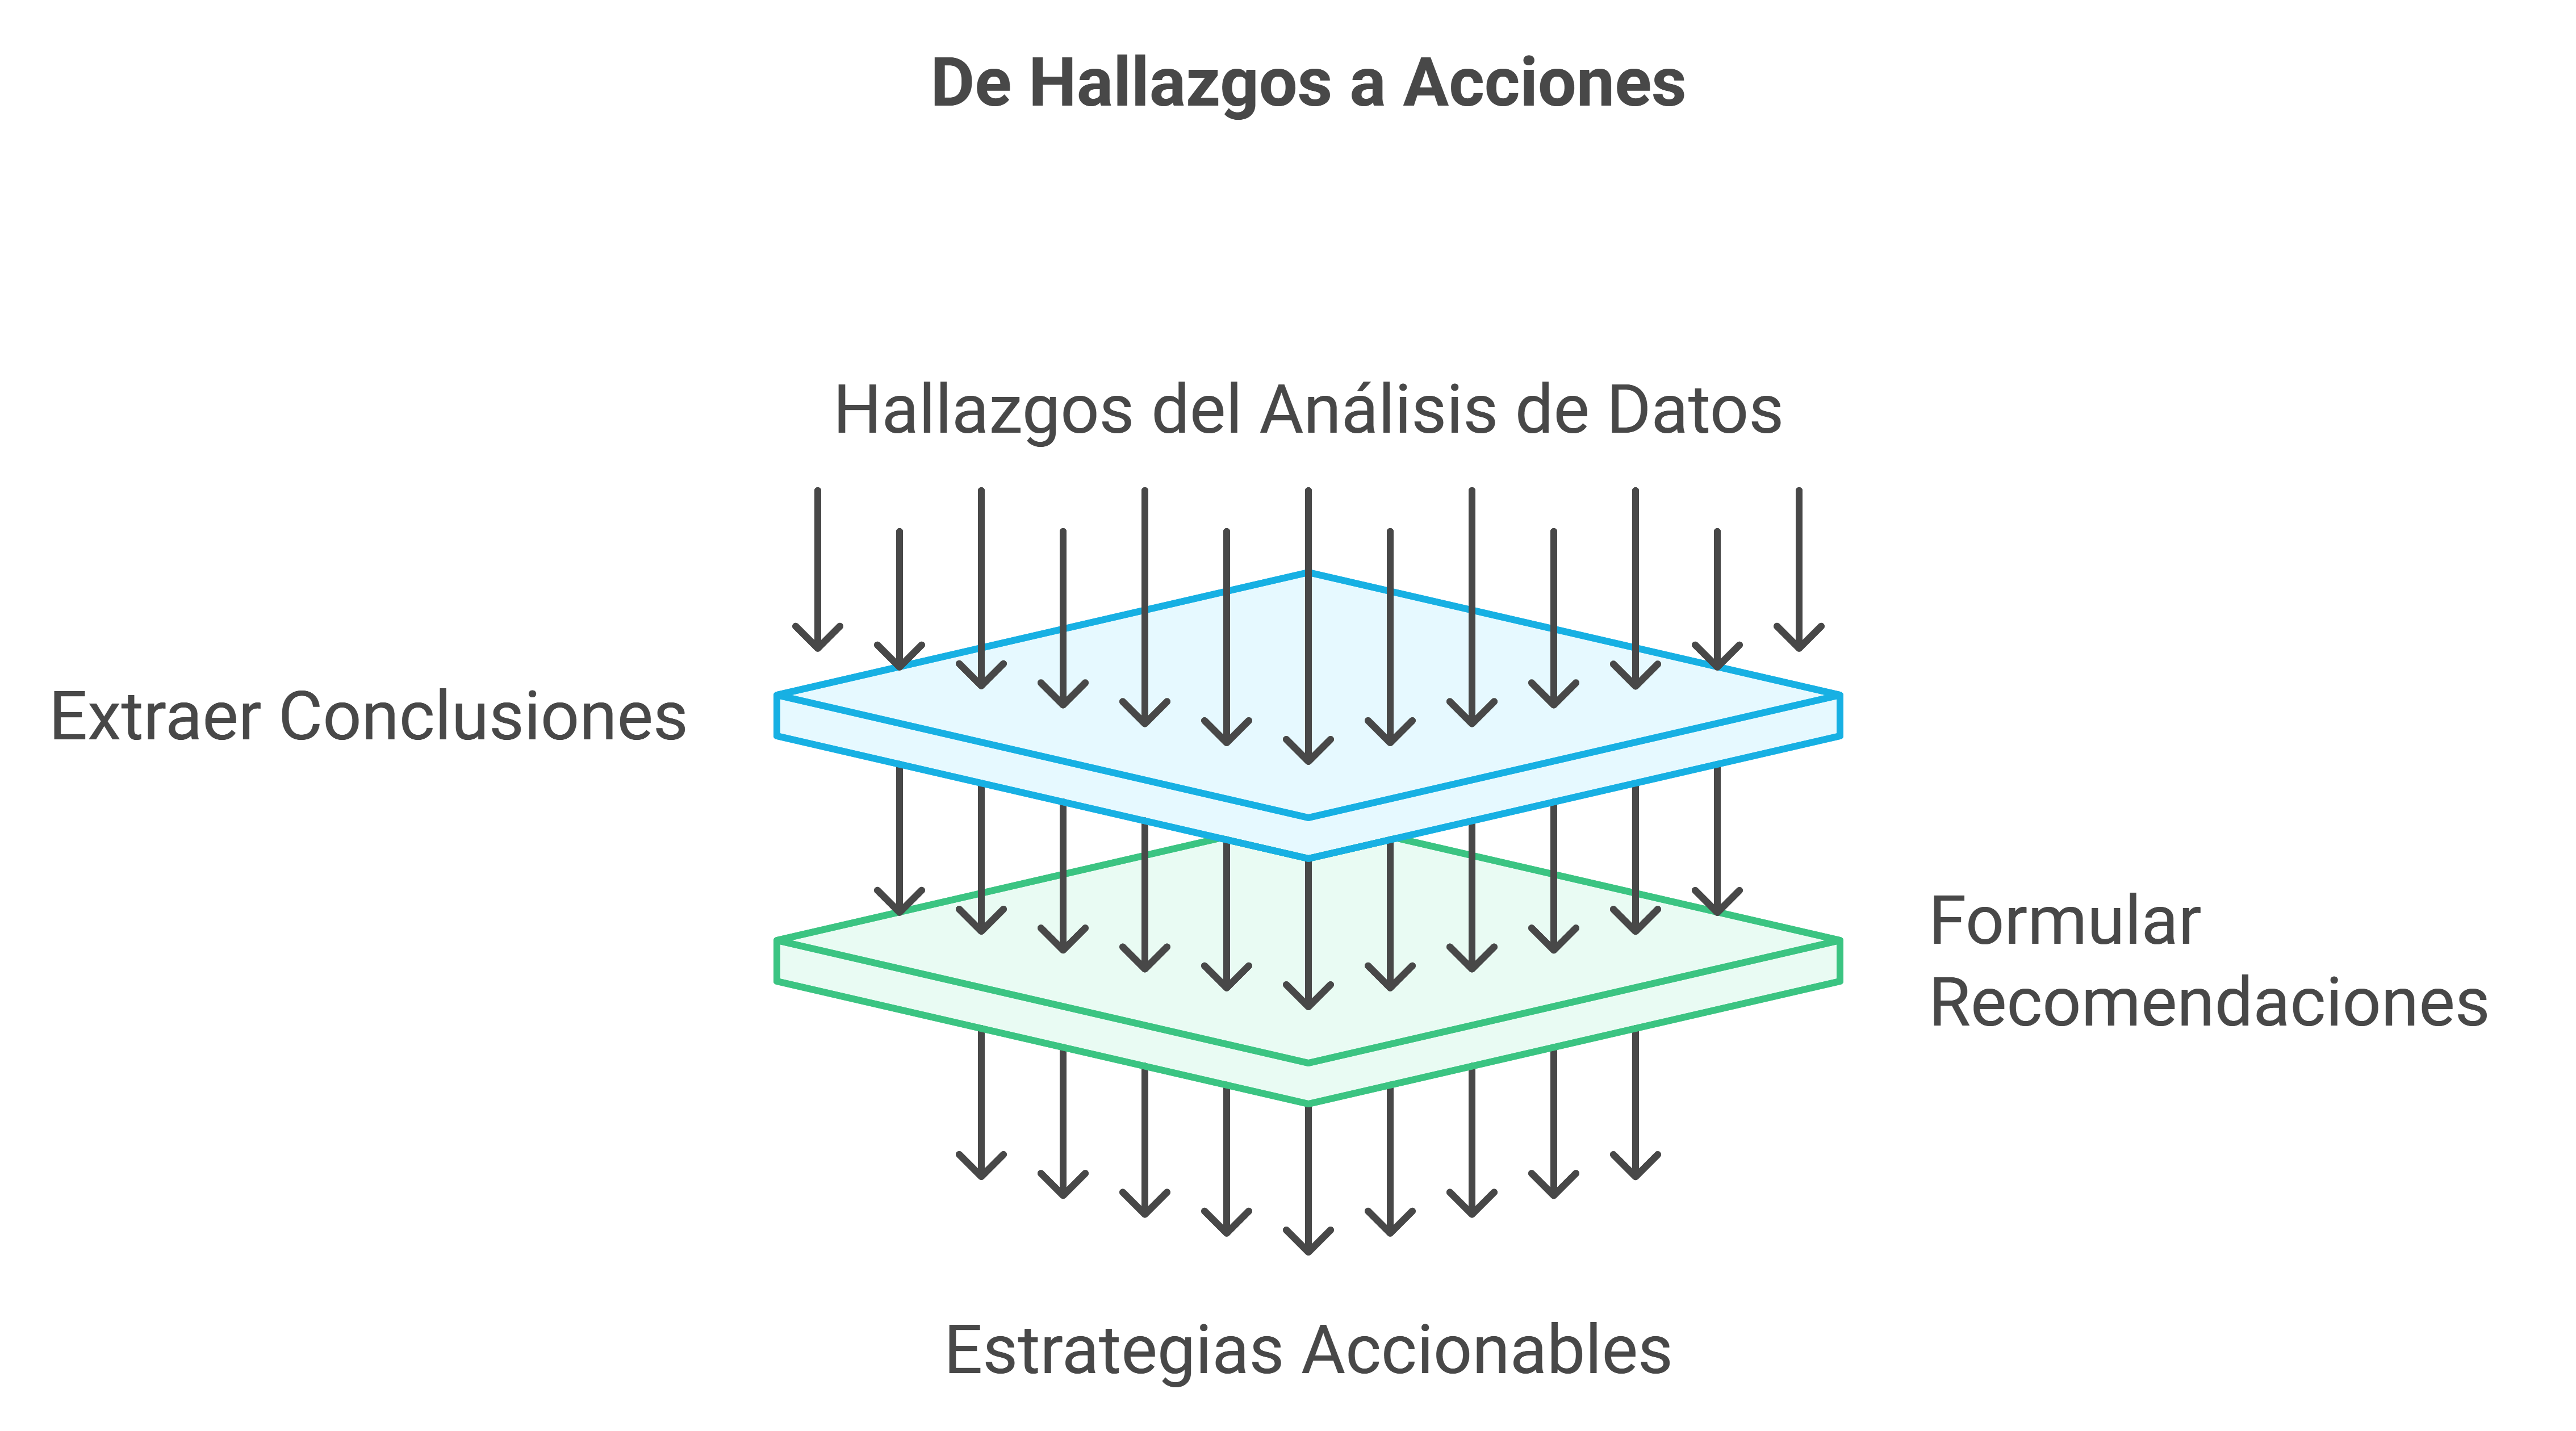 De Hallazgos a Acciones
Hallazgos del Análisis de Datos
Extraer Conclusiones
Formular
Recomendaciones
Estrategias Accionables